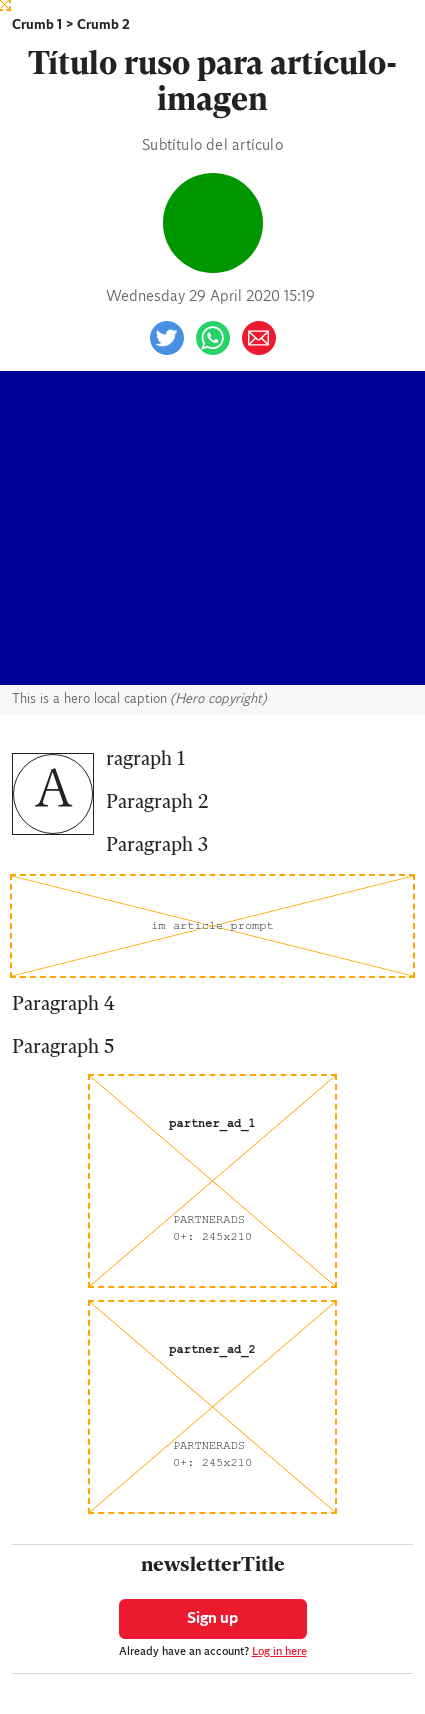 Crumb 1 > Crumb 2
Título ruso para artículo-
imagen
Subtítulo del artículo
Wednesday 29 April 2020 15:19
This is a hero local caption (Hero copyright)
A
ragraph 1
Paragraph 2
Paragraph 3
im article prompt
Paragraph 4
Paragraph 5
partner_ad_1
PARTNERADS
0+: 245x210
partner_ad_2
PARTNERADS
0+: 245x210
newsletterTitle
Sign up
Already have an account? Log in here